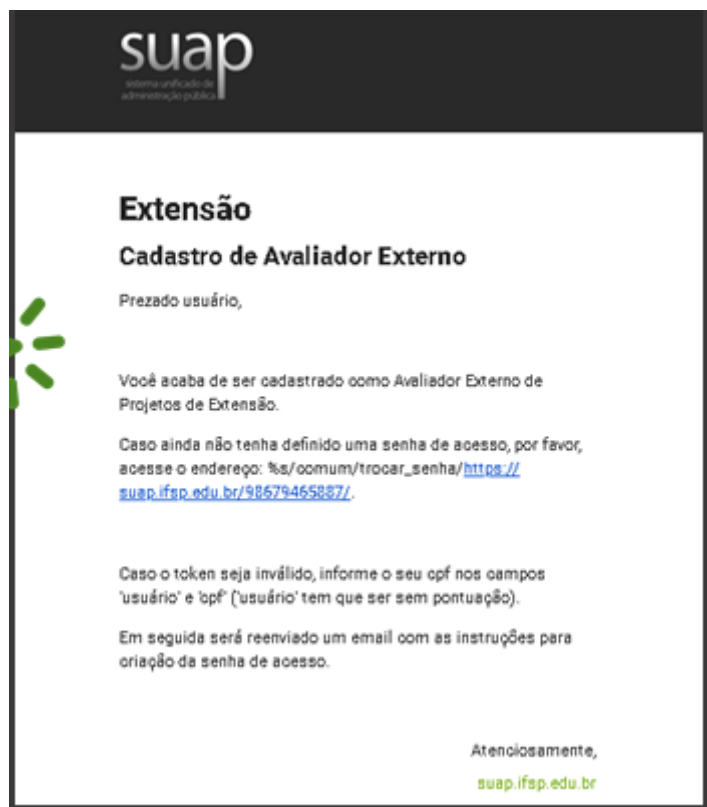 suap
sistema unificado de
administração pública
Extensão
Cadastro de Avaliador Externo
Prezado usuário,
Você acaba de ser cadastrado como Avaliador Externo de
Projetos de Extensão.
Caso ainda não tenha definido uma senha de acesso, por favor,
acesse o endereço: %s/comum/trocar_senha/https://
suap.ifsp.edu.br/98679465887/.
Caso o token seja inválido, informe o seu cpf nos campos
'usuário' e 'cpf' ('usuário' tem que ser sem pontuação).
Em seguida será reenviado um email com as instruções para
criação da senha de acesso.
Atenciosamente,
suap.ifsp.edu.br